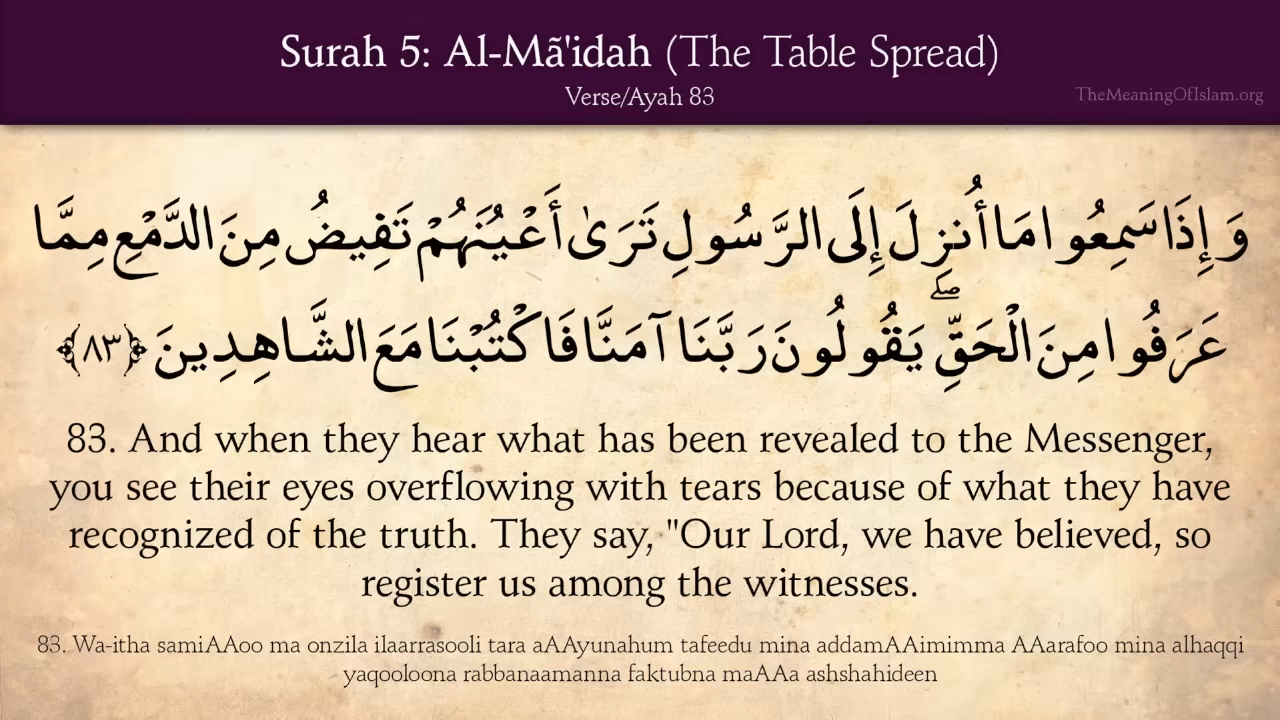 Surah 5: Al-Mã'idah (The Table Spread)
Verse/Ayah 83
TheMeaningOfIslam.org
وَإِذَا سَمِعُوا مَا أُنزِلَ إِلَى الرَّسُولِ تَرَىٰ أَعْيُنَهُمْ تَفِيضُ مِنَ الدَّمْعِ مِمَّا
عَرَفُوا مِنَ الْحَقِّ ۖ يَقُولُونَ رَبَّنَا آمَنَّا فَاكْتُبْنَا مَعَ الشَّاهِدِينَ ﴿٨٣﴾
83. And when they hear what has been revealed to the Messenger,
you see their eyes overflowing with tears because of what they have
recognized of the truth. They say, "Our Lord, we have believed, so
register us among the witnesses.
83. Wa-itha samiAAoo ma onzila ilaarrasooli tara aAAyunahum tafeedu mina addamAAimimma AAarafoo mina alhaqqi
yaqooloona rabbanaamanna faktubna maAAa ashshahideen